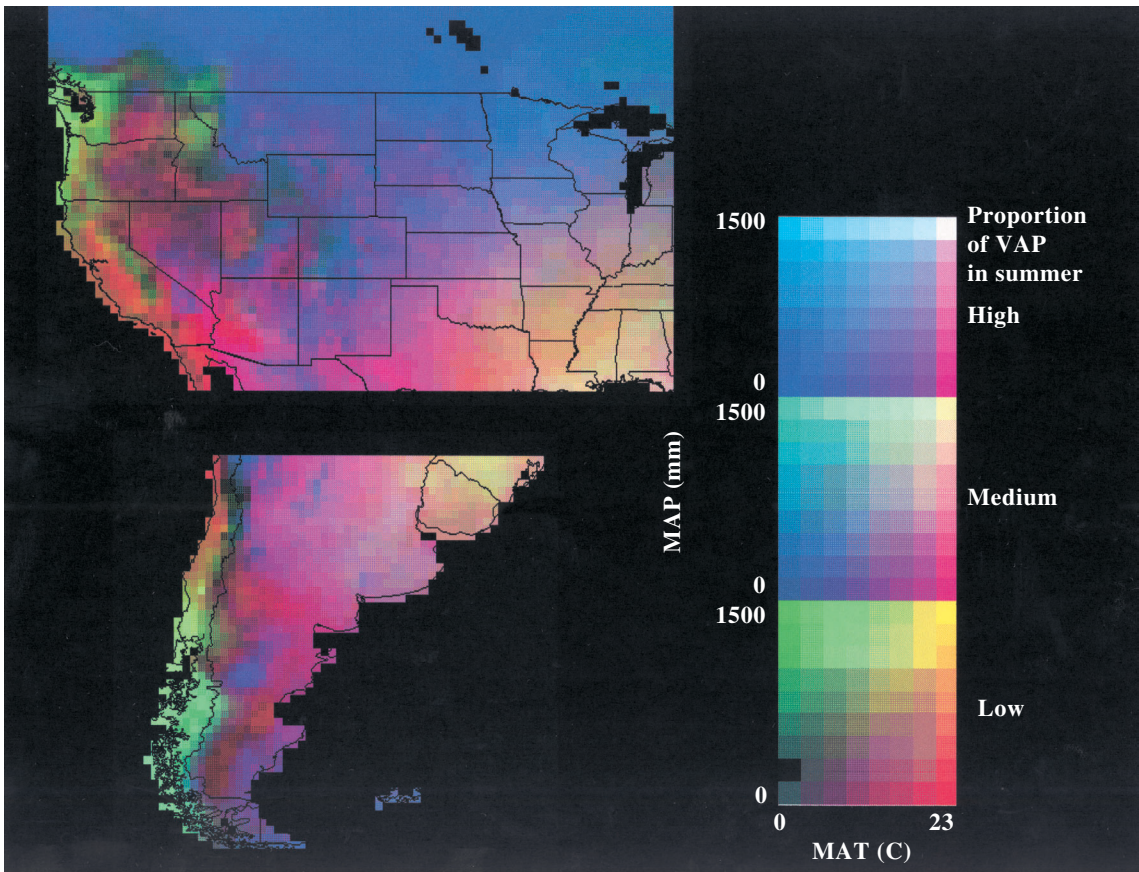 1500
Proportion
of VAP
in summer
High
0
1500
MAP (mm)
Medium
0
1500
Low
0
0
23
MAT (C)